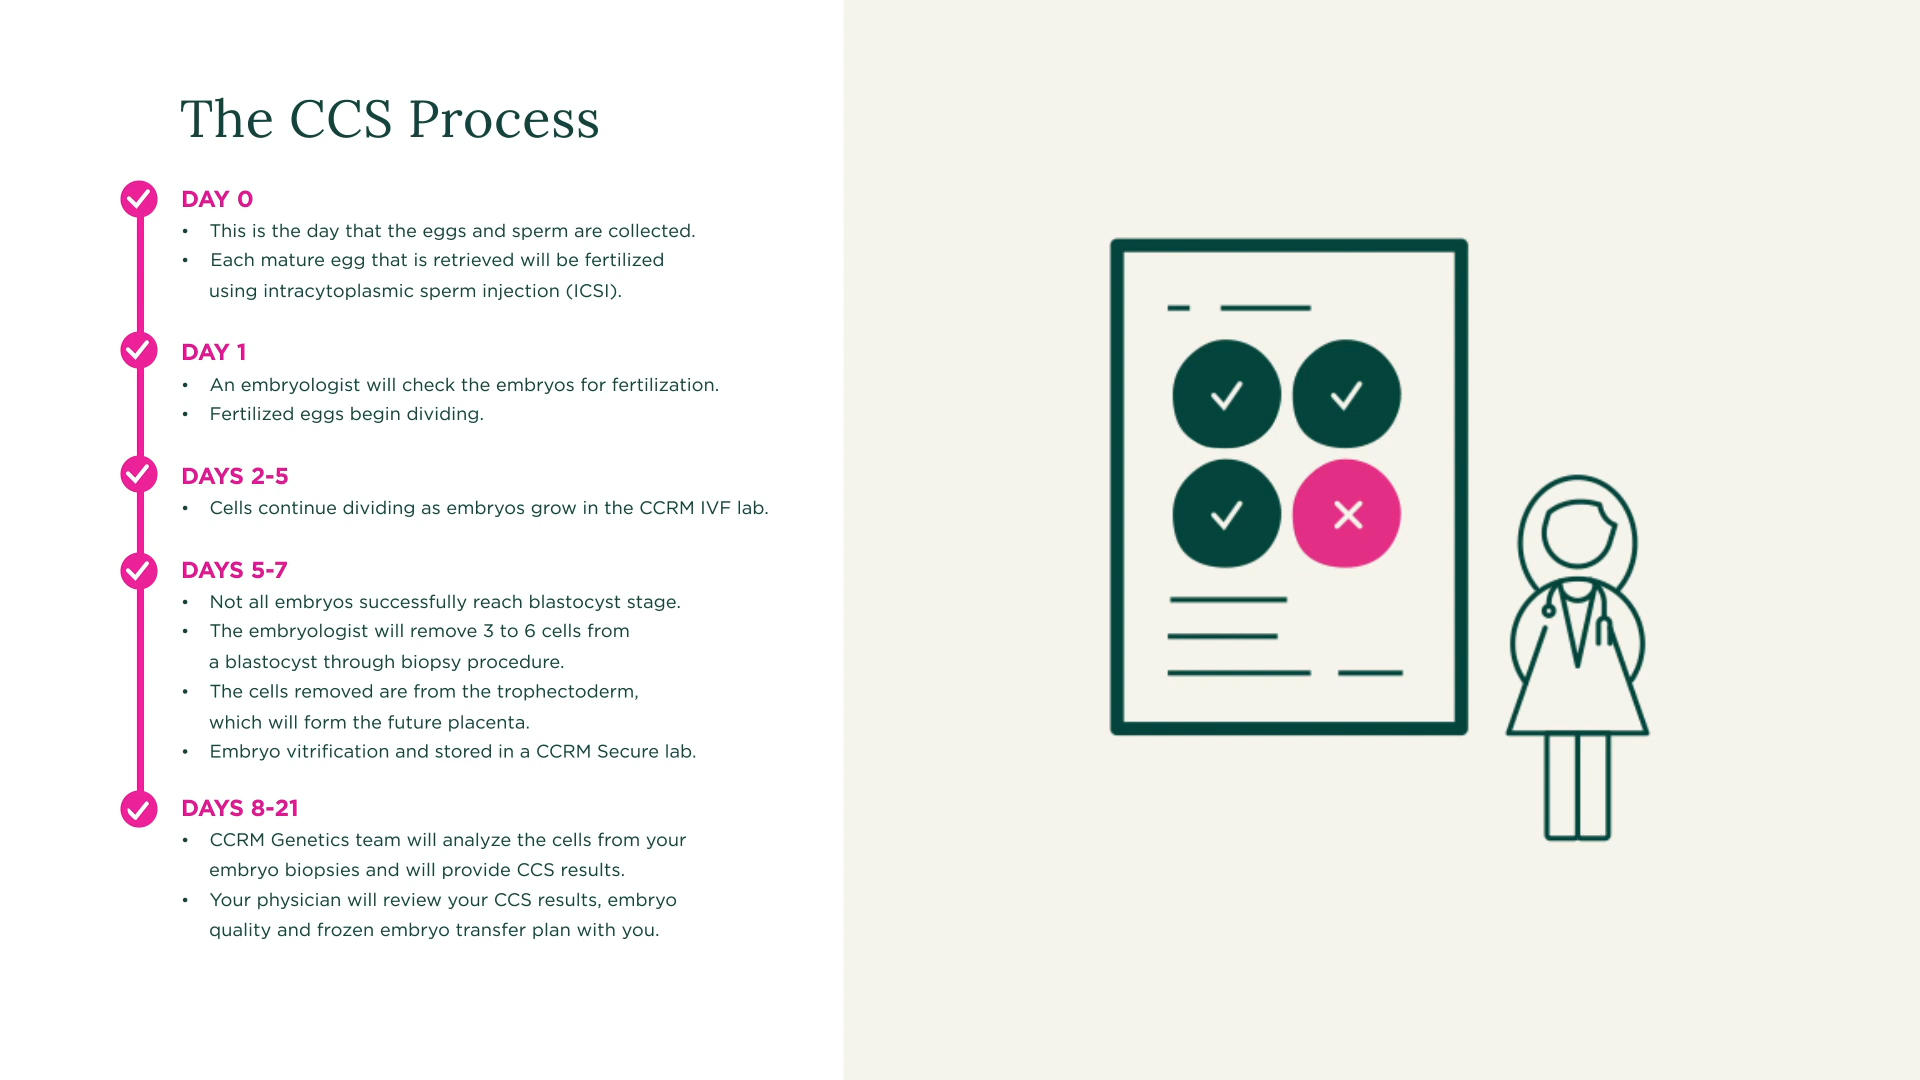 The CCS Process
DAY 0
• This is the day that the eggs and sperm are collected.
• Each mature egg that is retrieved will be fertilized
using intracytoplasmic sperm injection (ICSI).
DAY 1
• An embryologist will check the embryos for fertilization.
• Fertilized eggs begin dividing.
DAYS 2-5
• Cells continue dividing as embryos grow in the CCRM IVF lab.
DAYS 5-7
• Not all embryos successfully reach blastocyst stage.
• The embryologist will remove 3 to 6 cells from
a blastocyst through biopsy procedure.
• The cells removed are from the trophectoderm,
which will form the future placenta.
• Embryo vitrification and stored in a CCRM Secure lab.
DAYS 8-21
• CCRM Genetics team will analyze the cells from your
embryo biopsies and will provide CCS results.
• Your physician will review your CCS results, embryo
quality and frozen embryo transfer plan with you.